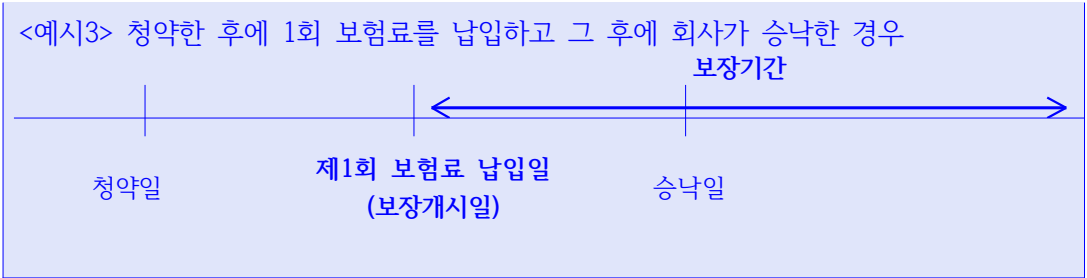 <예시3> 청약한 후에 1회 보험료를 납입하고 그 후에 회사가 승낙한 경우
보장기간
청약일
제1회 보험료 납입일
(보장개시일)
승낙일